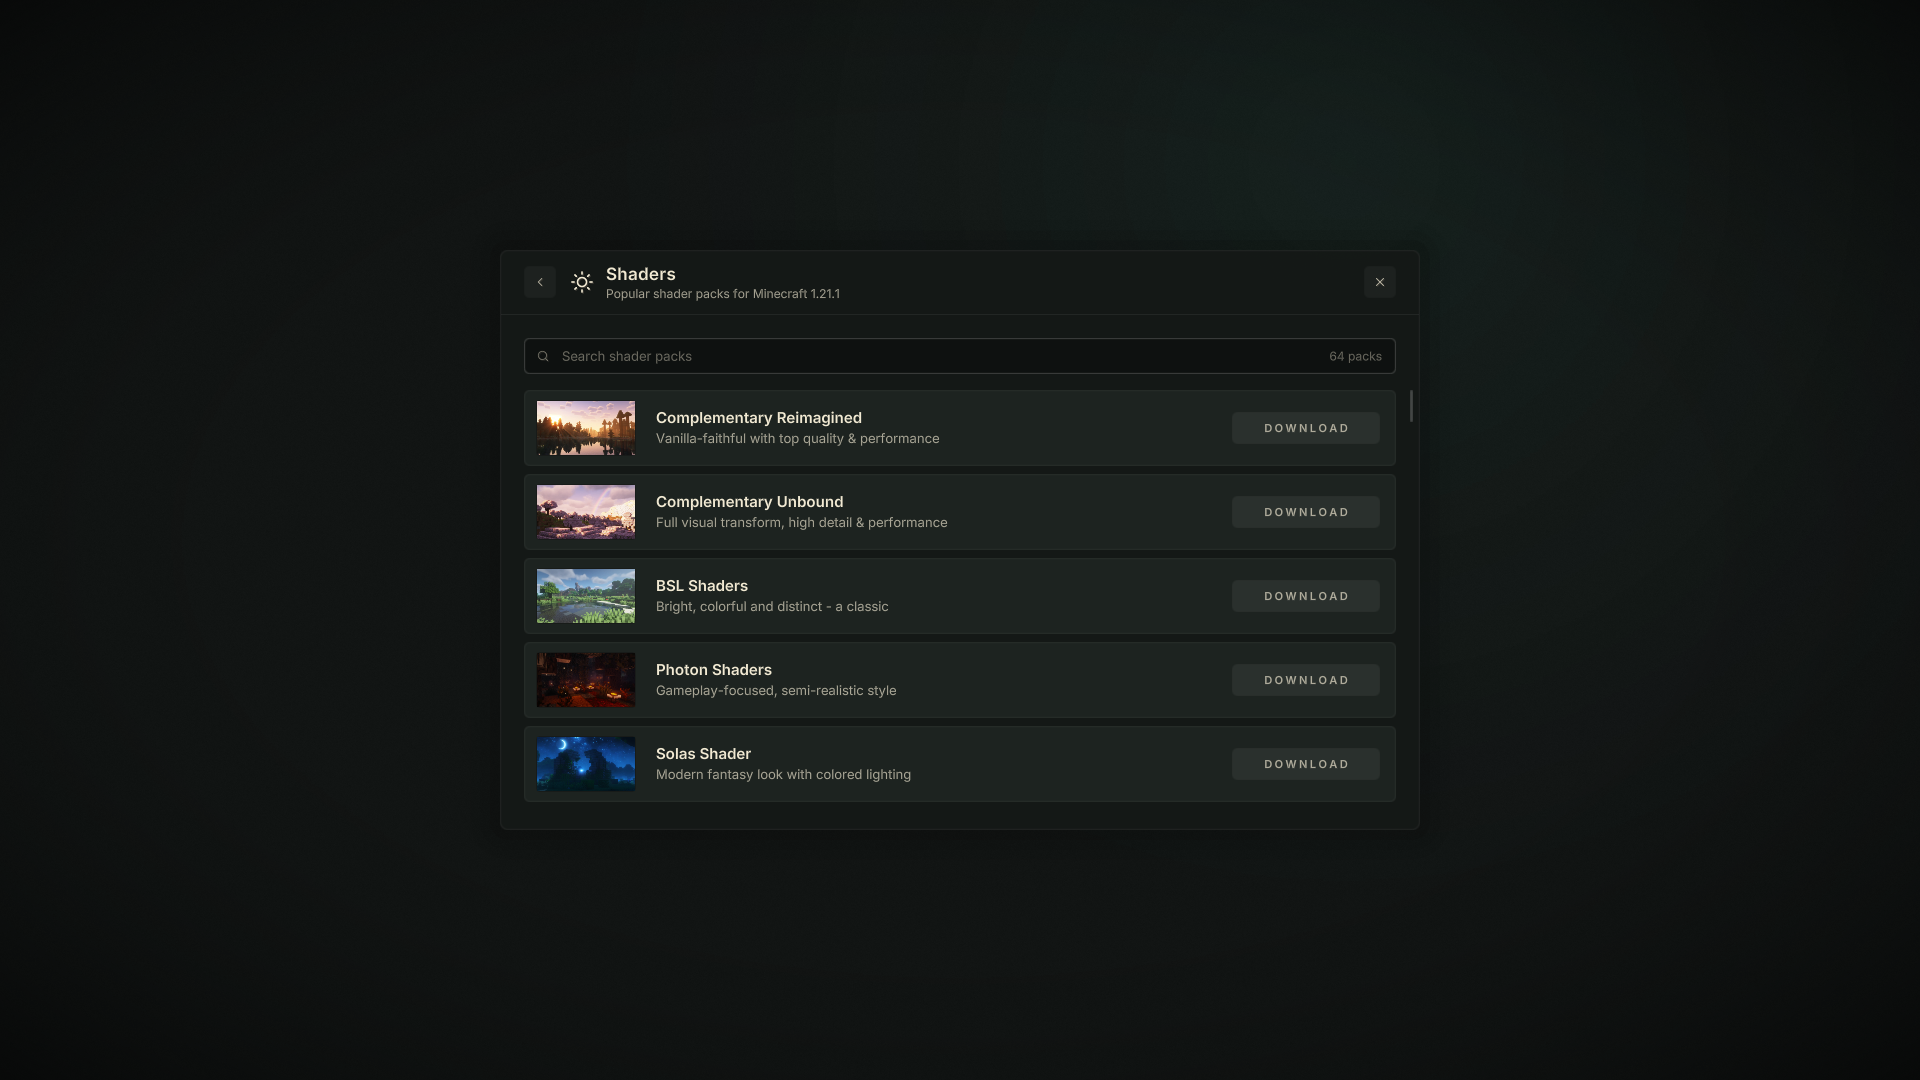 Shaders
Popular shader packs for Minecraft 1.21.1
Search shader packs
64 packs
Complementary Reimagined
Vanilla-faithful with top quality & performance
DOWNLOAD
Complementary Unbound
Full visual transform, high detail & performance
DOWNLOAD
BSL Shaders
Bright, colorful and distinct - a classic
DOWNLOAD
Photon Shaders
Gameplay-focused, semi-realistic style
DOWNLOAD
Solas Shader
Modern fantasy look with colored lighting
DOWNLOAD